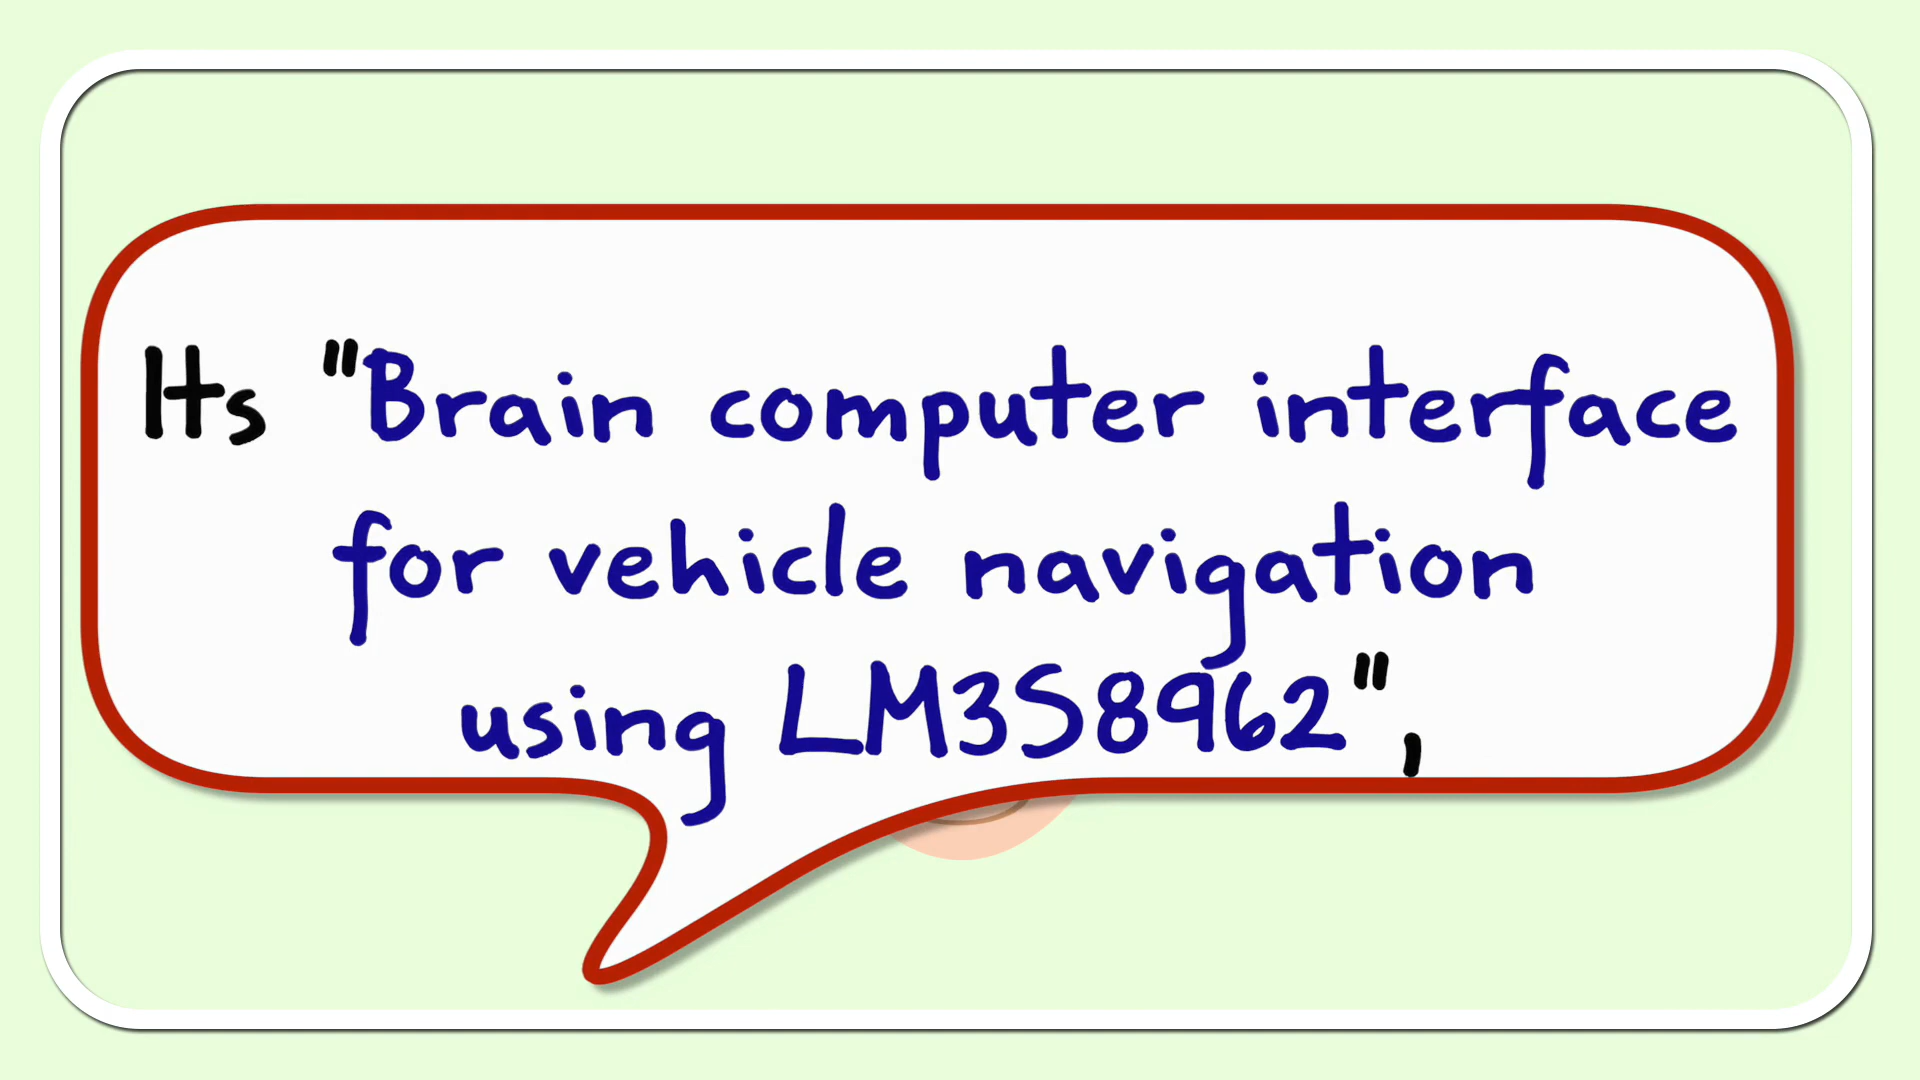 Its "Brain computer interface
for vehicle navigation
using LM3S8962",